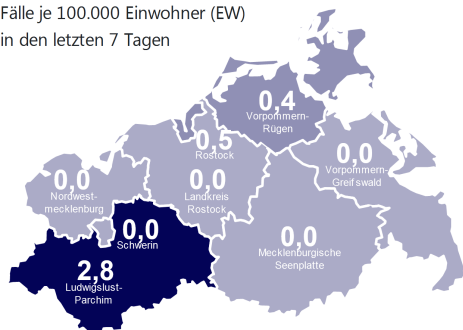 Fälle je 100.000 Einwohner (EW)
in den letzten 7 Tagen
0,4
Vorpommern-
Rügen
0,5
Rostock
0,0
Vorpommern-
Greifswald
0,0
Nordwest-
mecklenburg
0,0
Landkreis
Rostock
0,0
Schwerin
0,0
Mecklenburgische
Seenplatte
2,8
Ludwigslust-
Parchim